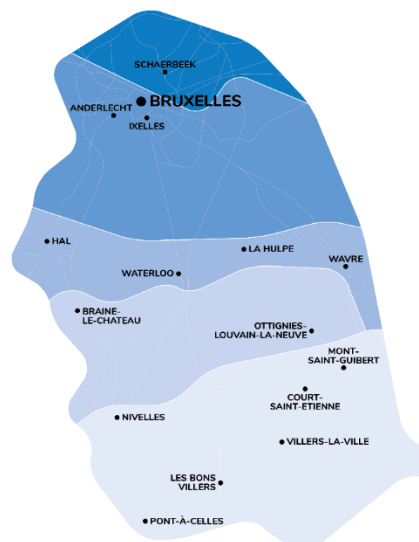 SCHAERBEEK
BRUXELLES
ANDERLECHT
IXELLES
HAL
LA HULPE
WAVRE
WATERLOO
BRAINE-
LE-CHATEAU
OTTIGNIES-
LOUVAIN-LA-NEUVE
MONT-
SAINT-GUIBERT
COURT-
SAINT-ETIENNE
NIVELLES
VILLERS-LA-VILLE
LES BONS
VILLERS
PONT-À-CELLES